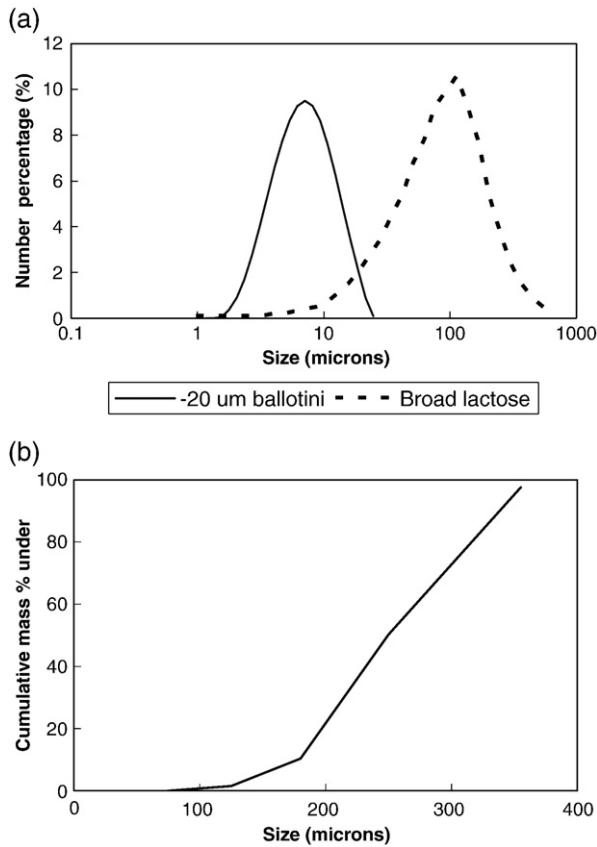 (a)
12
10
8
6
4
2
0
Number percentage (%)
0.1 1 10 100 1000
Size (microns)
-20 um ballotini Broad lactose
(b)
100
80
60
40
20
0
Cumulative mass % under
0 100 200 300 400
Size (microns)